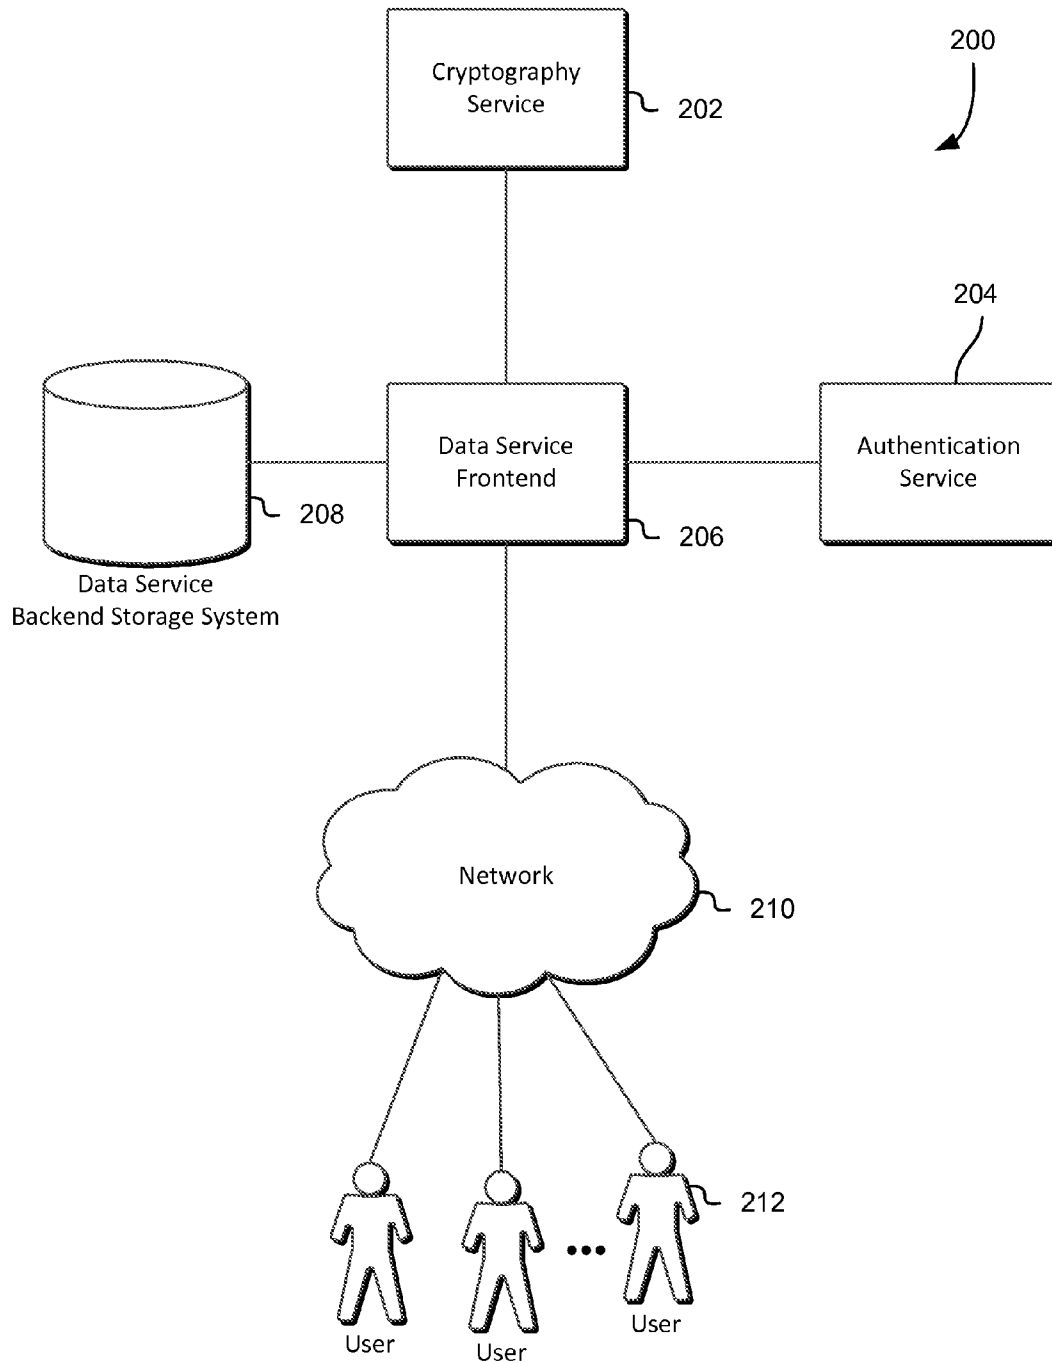 Cryptography
Service
202
200
204
Data Service
Frontend
206
Authentication
Service
208
Data Service
Backend Storage System
Network
210
212
User
User
User